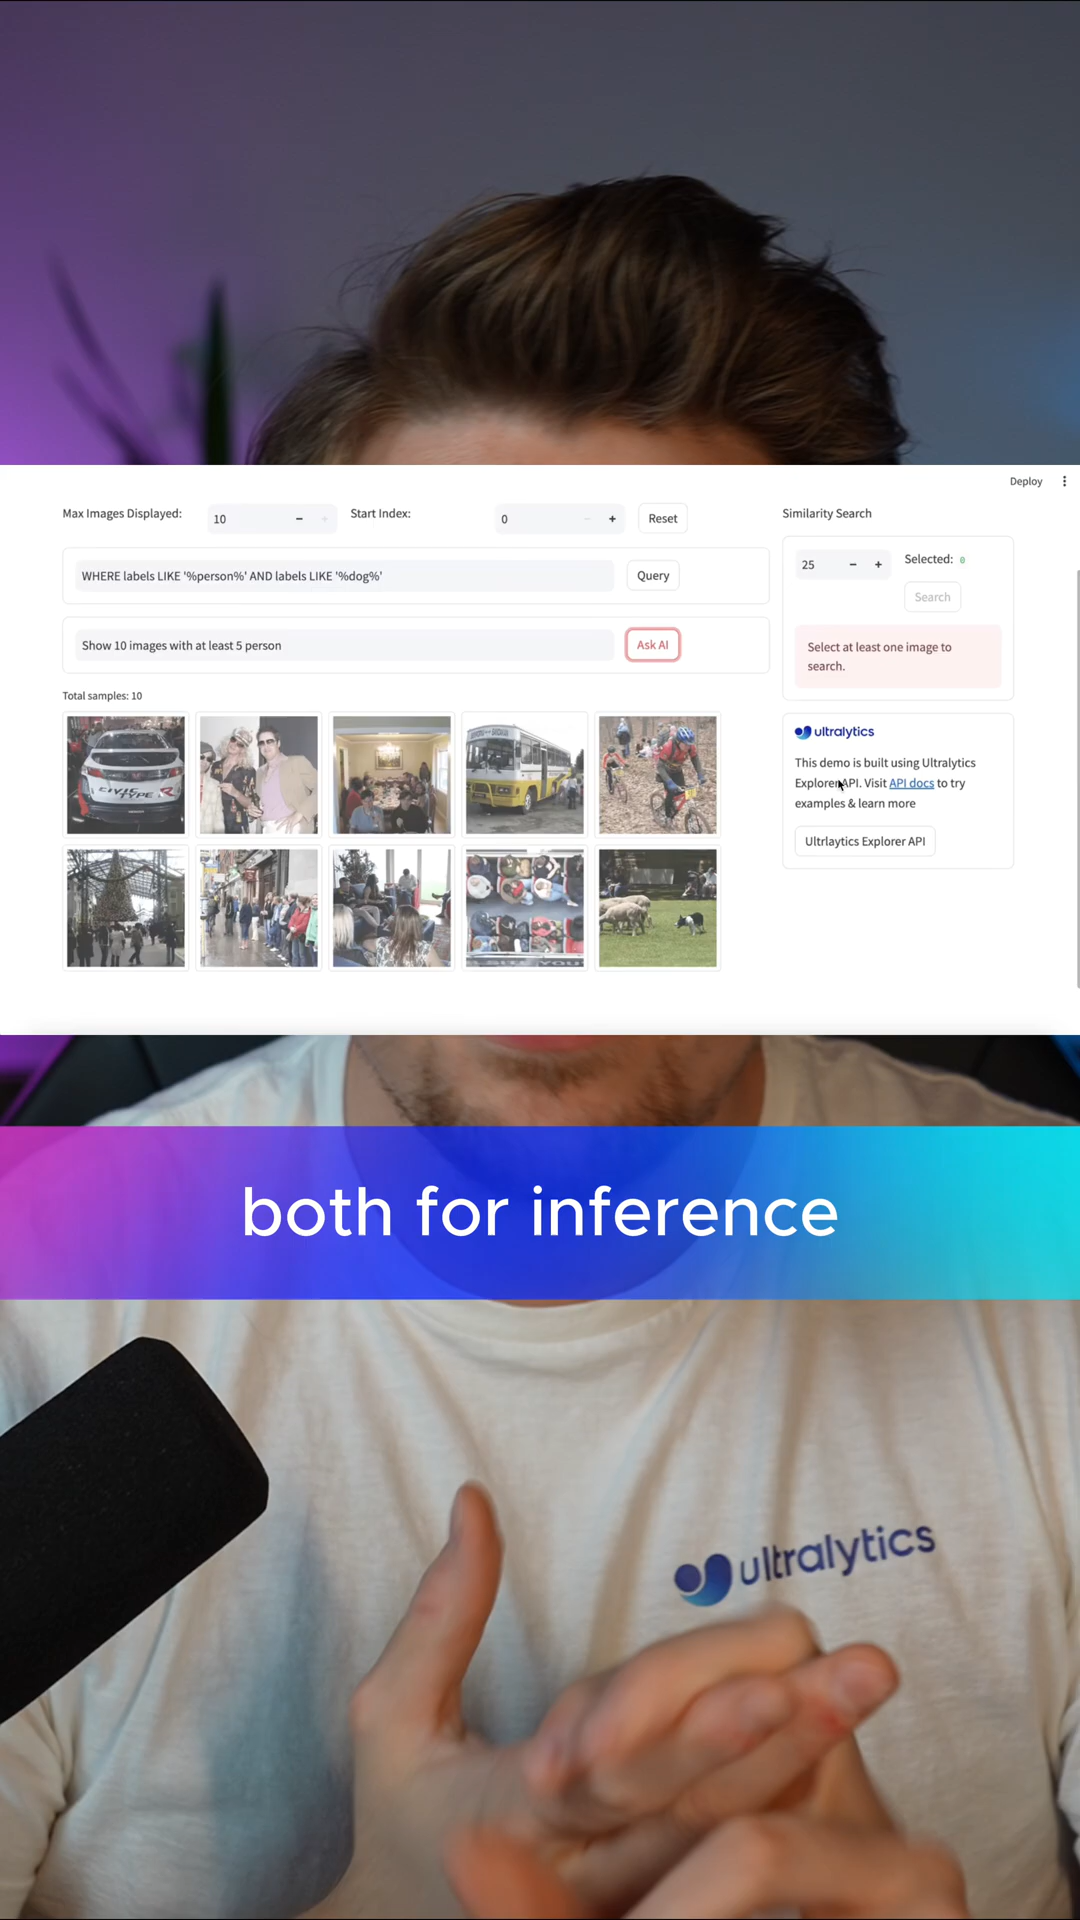 Deploy
Max Images Displayed:
10
Start Index:
0
Reset
Similarity Search
WHERE labels LIKE '%person%' AND labels LIKE '%dog%'
Query
25
Selected: 0
Search
Show 10 images with at least 5 person
Ask AI
Select at least one image to
search.
Total samples: 10
CIVIC
TYPE R
ultralytics
This demo is built using Ultralytics
Explorer API. Visit API docs to try
examples & learn more
Ultrlaytics Explorer API
both for inference
ultralytics